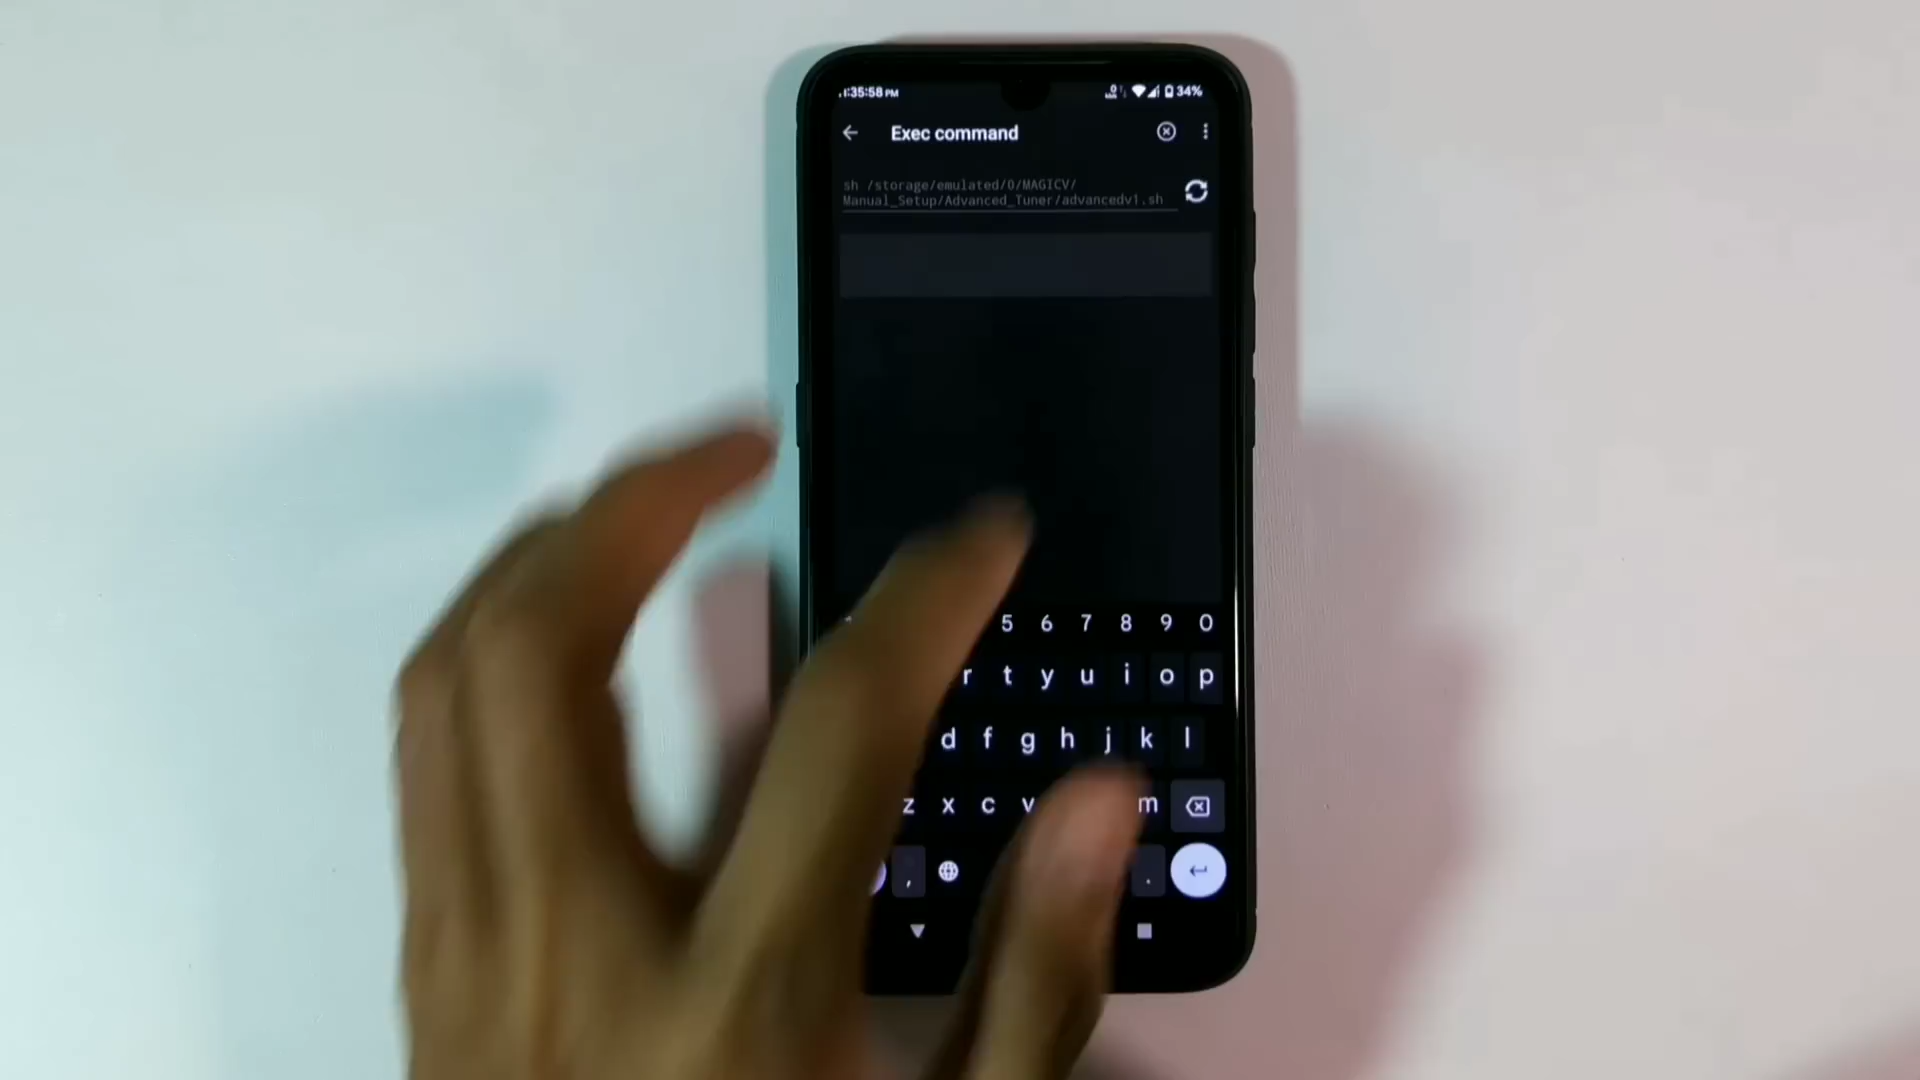 :35:58 PM
34%
Exec command
sh /storage/emulated/0/MAGICV/
Manual_Setup/Advanced_Tuner/advancedv1.sh
5 6 7 8 9 0
r t y u i o p
d f g h j k l
z x c v m
, .